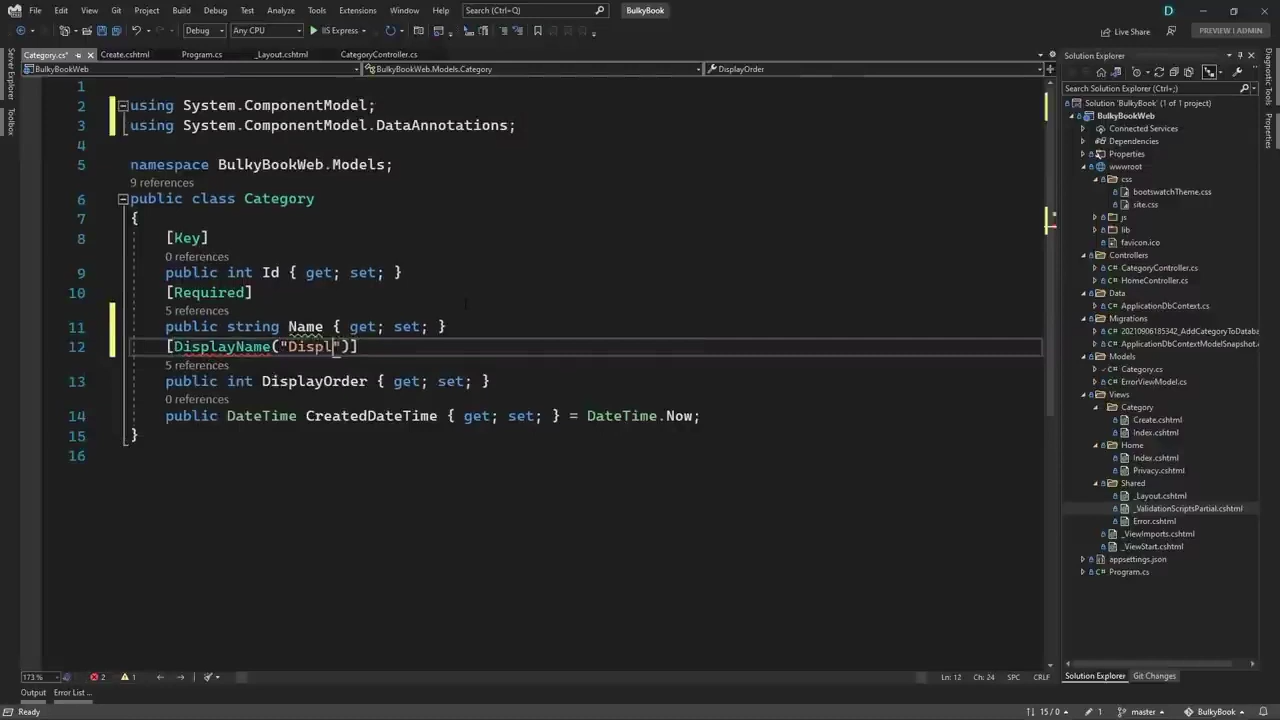 File Edit View Git Project Build Debug Test Analyze Tools Extensions Window Help Search (Ctrl+Q) BulkyBook D
Debug Any CPU IIS Express Live Share PREVIEW | ADMIN
Server Explorer
Toolbox
Category.cs* Create.cshtml Program.cs _Layout.cshtml CategoryController.cs
BulkyBookWeb BulkyBookWeb.Models.Category DisplayOrder
1
2 using System.ComponentModel;
3 using System.ComponentModel.DataAnnotations;
4
5 namespace BulkyBookWeb.Models;
9 references
6 public class Category
7 {
8 [Key]
0 references
9 public int Id { get; set; }
10 [Required]
5 references
11 public string Name { get; set; }
12 [DisplayName("Displ")]
5 references
13 public int DisplayOrder { get; set; }
0 references
14 public DateTime CreatedDateTime { get; set; } = DateTime.Now;
15 }
16
173 % 2 1 Ln: 12 Ch: 24 SPC CRLF
Output Error List ...
Ready 15 / 0 1 master BulkyBook
Solution Explorer
Search Solution Explorer (Ctrl+;)
Solution 'BulkyBook' (1 of 1 project)
BulkyBookWeb
Connected Services
Dependencies
Properties
wwwroot
css
bootswatchTheme.css
site.css
js
lib
favicon.ico
Controllers
CategoryController.cs
HomeController.cs
Data
ApplicationDbContext.cs
Migrations
20210906185342_AddCategoryToDataba
ApplicationDbContextModelSnapshot.c
Models
Category.cs
ErrorViewModel.cs
Views
Category
Create.cshtml
Index.cshtml
Home
Index.cshtml
Privacy.cshtml
Shared
_Layout.cshtml
_ValidationScriptsPartial.cshtml
Error.cshtml
_ViewImports.cshtml
_ViewStart.cshtml
appsettings.json
Program.cs
Solution Explorer Git Changes
Diagnostic Tools
Properties